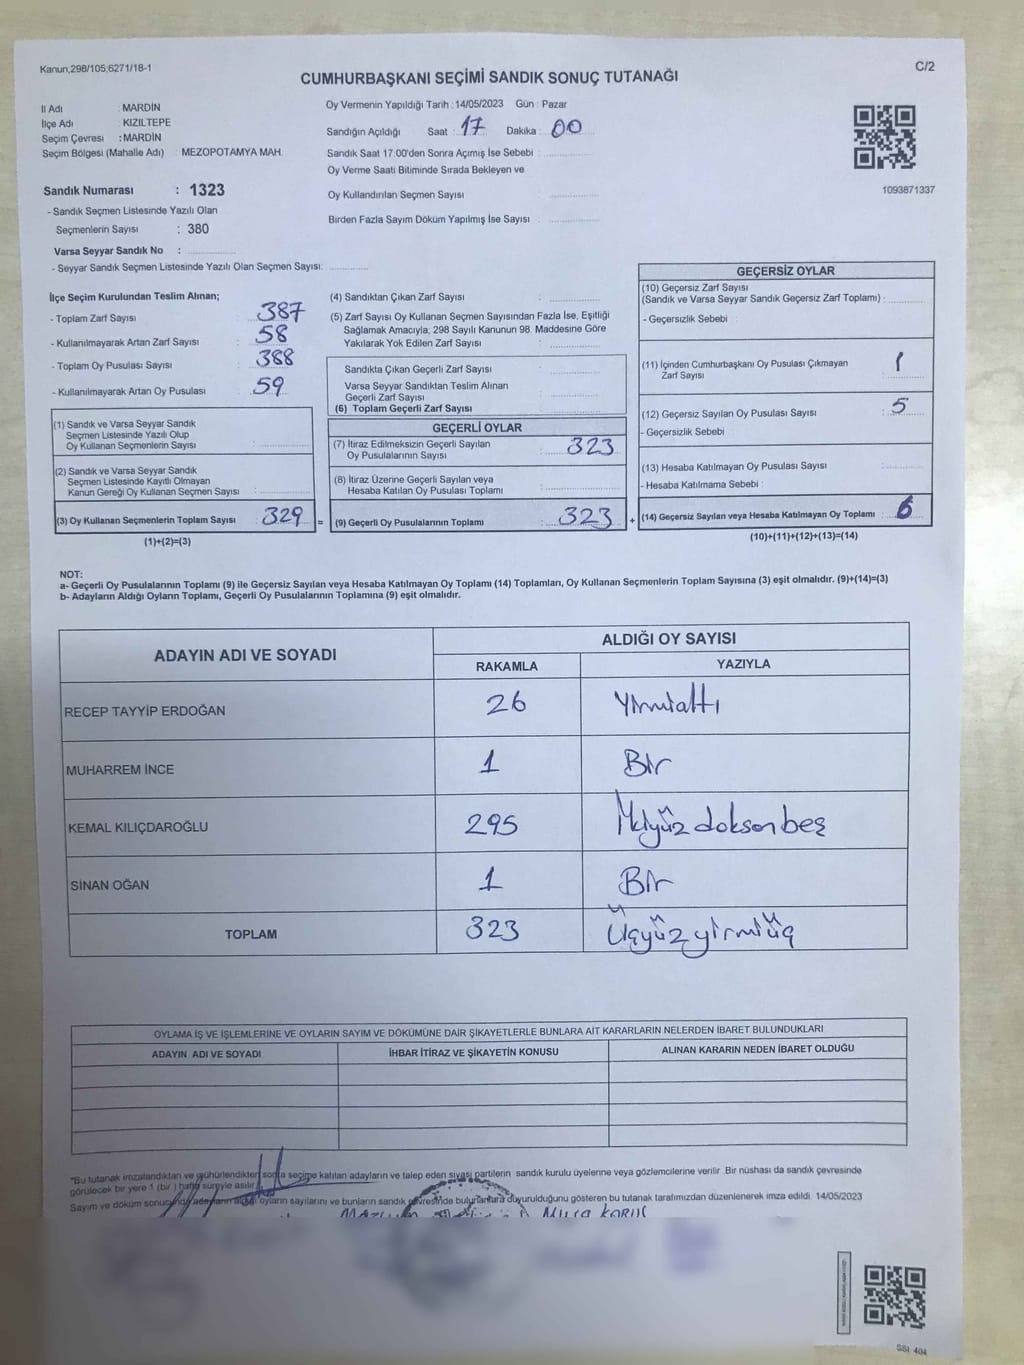 Kanun;298/105;6271/18-1
C/2
CUMHURBAŞKANI SEÇİMİ SANDIK SONUÇ TUTANAĞI
İl Adı : MARDİN
İlçe Adı : KIZILTEPE
Seçim Çevresi : MARDİN
Seçim Bölgesi (Mahalle Adı) : MEZOPOTAMYA MAH.
Sandık Numarası : 1323
- Sandık Seçmen Listesinde Yazılı Olan
Seçmenlerin Sayısı : 380
Varsa Seyyar Sandık No :
- Seyyar Sandık Seçmen Listesinde Yazılı Olan Seçmen Sayısı:
Oy Vermenin Yapıldığı Tarih : 14/05/2023 Gün : Pazar
Sandığın Açıldığı Saat : 17 Dakika : 00
Sandık Saat 17:00'den Sonra Açımış İse Sebebi :
Oy Verme Saati Bitiminde Sırada Bekleyen ve
Oy Kullandırılan Seçmen Sayısı :
Birden Fazla Sayım Döküm Yapılmış İse Sayısı :
1093871337
İlçe Seçim Kurulundan Teslim Alınan;
- Toplam Zarf Sayısı : 387
- Kullanılmayarak Artan Zarf Sayısı : 58
- Toplam Oy Pusulası Sayısı : 388
- Kullanılmayarak Artan Oy Pusulası : 59
(1) Sandık ve Varsa Seyyar Sandık
Seçmen Listesinde Yazılı Olup
Oy Kullanan Seçmenlerin Sayısı :
(2) Sandık ve Varsa Seyyar Sandık
Seçmen Listesinde Kayıtlı Olmayan
Kanun Gereği Oy Kullanan Seçmen Sayısı :
(3) Oy Kullanan Seçmenlerin Toplam Sayısı : 329
(1)+(2)=(3)
=
(4) Sandıktan Çıkan Zarf Sayısı :
(5) Zarf Sayısı Oy Kullanan Seçmen Sayısından Fazla İse, Eşitliği
Sağlamak Amacıyla; 298 Sayılı Kanunun 98. Maddesine Göre
Yakılarak Yok Edilen Zarf Sayısı :
Sandıkta Çıkan Geçerli Zarf Sayısı :
Varsa Seyyar Sandıktan Teslim Alınan
Geçerli Zarf Sayısı :
(6) Toplam Geçerli Zarf Sayısı :
GEÇERLİ OYLAR
(7) İtiraz Edilmeksizin Geçerli Sayılan
Oy Pusulalarının Sayısı : 323
(8) İtiraz Üzerine Geçerli Sayılan veya
Hesaba Katılan Oy Pusulası Toplamı :
(9) Geçerli Oy Pusulalarının Toplamı : 323
+
GEÇERSİZ OYLAR
(10) Geçersiz Zarf Sayısı
(Sandık ve Varsa Seyyar Sandık Geçersiz Zarf Toplamı) :
- Geçersizlik Sebebi :
(11) İçinden Cumhurbaşkanı Oy Pusulası Çıkmayan
Zarf Sayısı : 1
(12) Geçersiz Sayılan Oy Pusulası Sayısı : 5
- Geçersizlik Sebebi :
(13) Hesaba Katılmayan Oy Pusulası Sayısı :
- Hesaba Katılmama Sebebi :
(14) Geçersiz Sayılan veya Hesaba Katılmayan Oy Toplamı : 6
(10)+(11)+(12)+(13)=(14)
NOT:
a- Geçerli Oy Pusulalarının Toplamı (9) ile Geçersiz Sayılan veya Hesaba Katılmayan Oy Toplamı (14) Toplamları, Oy Kullanan Seçmenlerin Toplam Sayısına (3) eşit olmalıdır. (9)+(14)=(3)
b- Adayların Aldığı Oyların Toplamı, Geçerli Oy Pusulalarının Toplamına (9) eşit olmalıdır.
ADAYIN ADI VE SOYADI
ALDIĞI OY SAYISI
RAKAMLA YAZIYLA
RECEP TAYYİP ERDOĞAN 26 Yirmialtı
MUHARREM İNCE 1 Bir
KEMAL KILIÇDAROĞLU 295 İkiyüz doksan beş
SİNAN OĞAN 1 Bir
TOPLAM 323 Üçyüz yirmiüç
OYLAMA İŞ VE İŞLEMLERİNE VE OYLARIN SAYIM VE DÖKÜMÜNE DAİR ŞİKAYETLERLE BUNLARA AİT KARARLARIN NELERDEN İBARET BULUNDUKLARI
ADAYIN ADI VE SOYADI İHBAR İTİRAZ VE ŞİKAYETİN KONUSU ALINAN KARARIN NEDEN İBARET OLDUĞU
"Bu tutanak imzalandıktan ve mühürlendikten sonra seçime katılan adayların ve talep eden siyasi partilerin sandık kurulu üyelerine veya gözlemcilerine verilir. Bir nüshası da sandık çevresinde
görülecek bir yere 1 (bir) hafta süreyle asılır.
Sayım ve döküm sonucunda adayların aldığı oyların sayılarını ve bunların sandık çevresinde bulunanlara duyurulduğunu gösteren bu tutanak tarafımızdan düzenlenerek imza edildi. 14/05/2023
SSI: 404